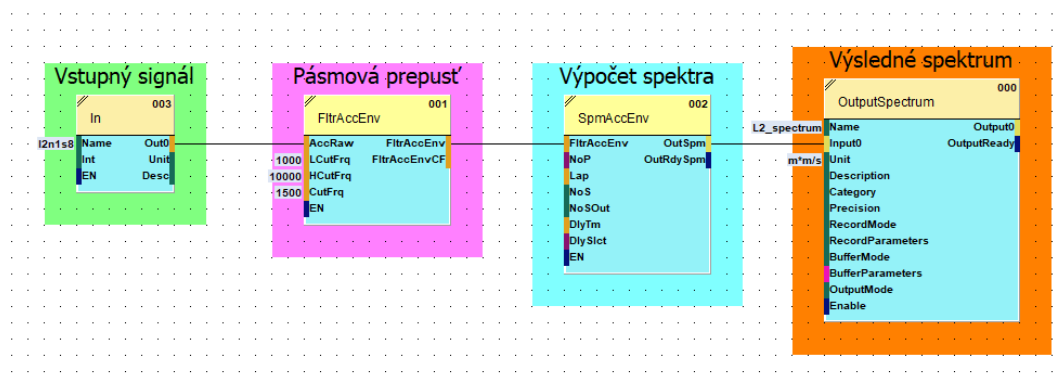 Vstupný signál
003
In
I2n1s8
Name Out0
Int Unit
EN Desc
Pásmová prepusť
001
FltrAccEnv
AccRaw FltrAccEnv
1000 LCutFrq FltrAccEnvCF
10000 HCutFrq
1500 CutFrq
EN
Výpočet spektra
002
SpmAccEnv
FltrAccEnv OutSpm
NoP OutRdySpm
Lap
NoS
NoSOut
DlyTm
DlySlct
EN
Výsledné spektrum
000
OutputSpectrum
L2_spectrum Name Output0
Input0 OutputReady
m*m/s Unit
Description
Category
Precision
RecordMode
RecordParameters
BufferMode
BufferParameters
OutputMode
Enable